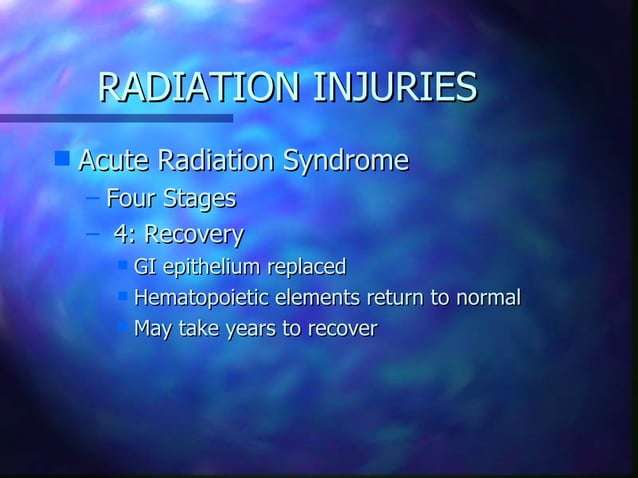 RADIATION INJURIES
Acute Radiation Syndrome
– Four Stages
– 4: Recovery
GI epithelium replaced
Hematopoietic elements return to normal
May take years to recover